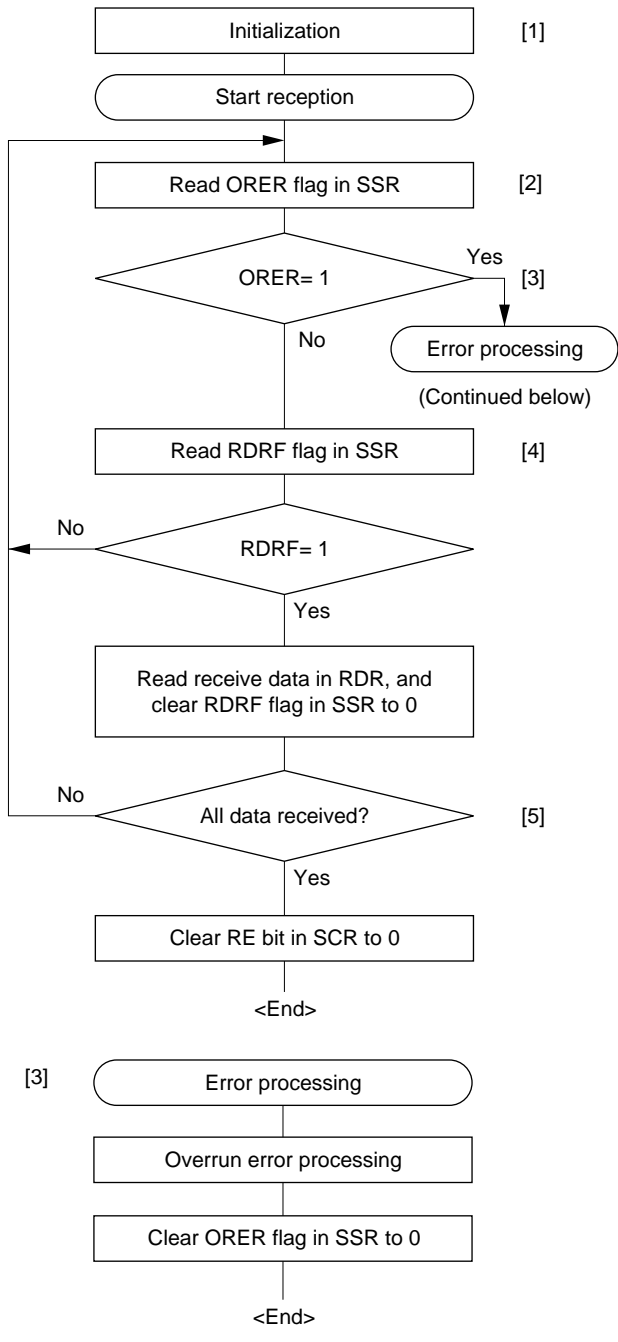 Initialization
[1]
Start reception
Read ORER flag in SSR
[2]
Yes
ORER= 1
[3]
No
Error processing
(Continued below)
Read RDRF flag in SSR
[4]
No
RDRF= 1
Yes
Read receive data in RDR, and
clear RDRF flag in SSR to 0
No
All data received?
[5]
Yes
Clear RE bit in SCR to 0
<End>
[3]
Error processing
Overrun error processing
Clear ORER flag in SSR to 0
<End>